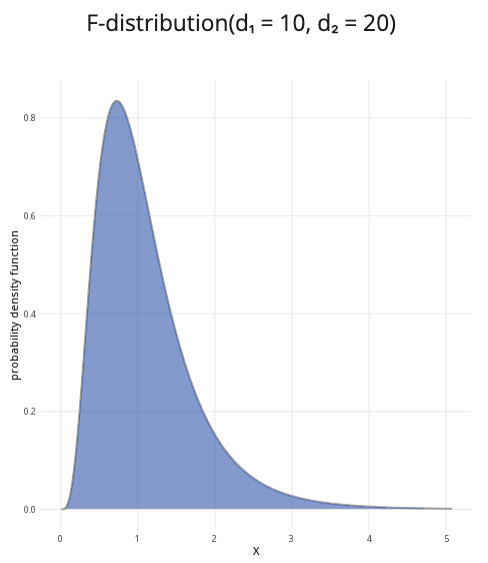 F-distribution(d₁ = 10, d₂ = 20)
probability density function
0.8
0.6
0.4
0.2
0.0
0 1 2 3 4 5
X